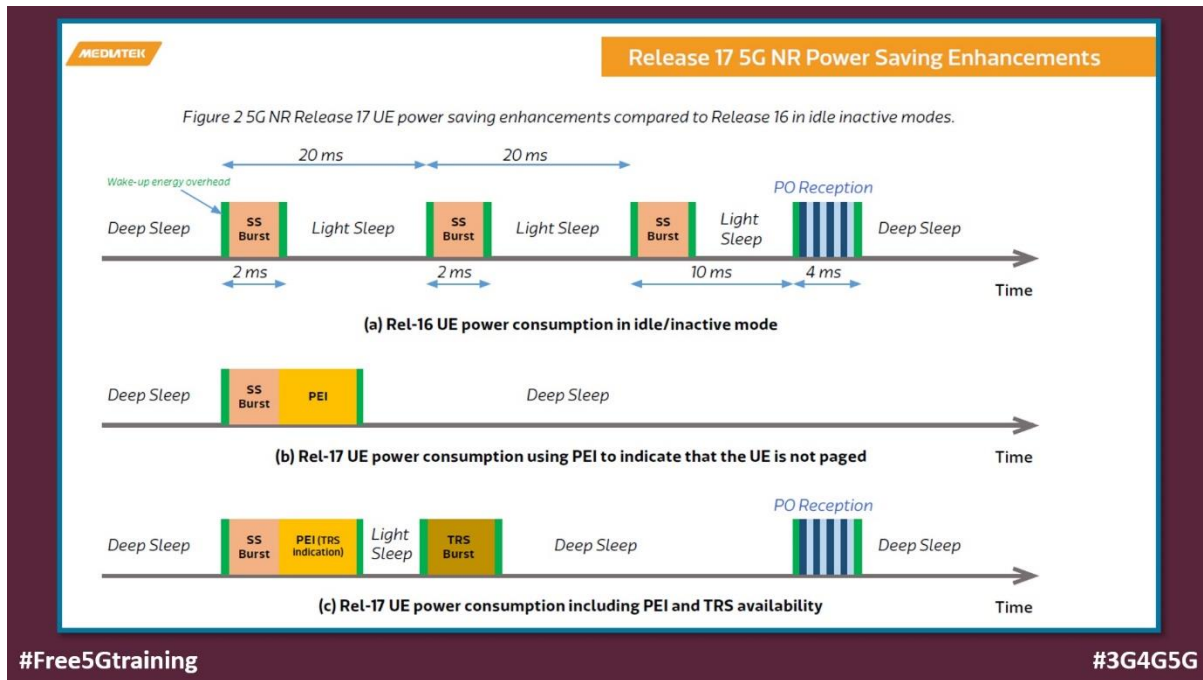 MEDIATEK
Release 17 5G NR Power Saving Enhancements
Figure 2 5G NR Release 17 UE power saving enhancements compared to Release 16 in idle inactive modes.
20 ms
20 ms
Wake-up energy overhead
PO Reception
Deep Sleep
SS
Burst
Light Sleep
SS
Burst
Light Sleep
SS
Burst
Light
Sleep
Deep Sleep
2 ms
2 ms
10 ms
4 ms
Time
(a) Rel-16 UE power consumption in idle/inactive mode
Deep Sleep
SS
Burst
PEI
Deep Sleep
(b) Rel-17 UE power consumption using PEI to indicate that the UE is not paged
Time
PO Reception
Deep Sleep
SS
Burst
PEI (TRS
indication)
Light
Sleep
TRS
Burst
Deep Sleep
Deep Sleep
(c) Rel-17 UE power consumption including PEI and TRS availability
Time
#Free5Gtraining
#3G4G5G